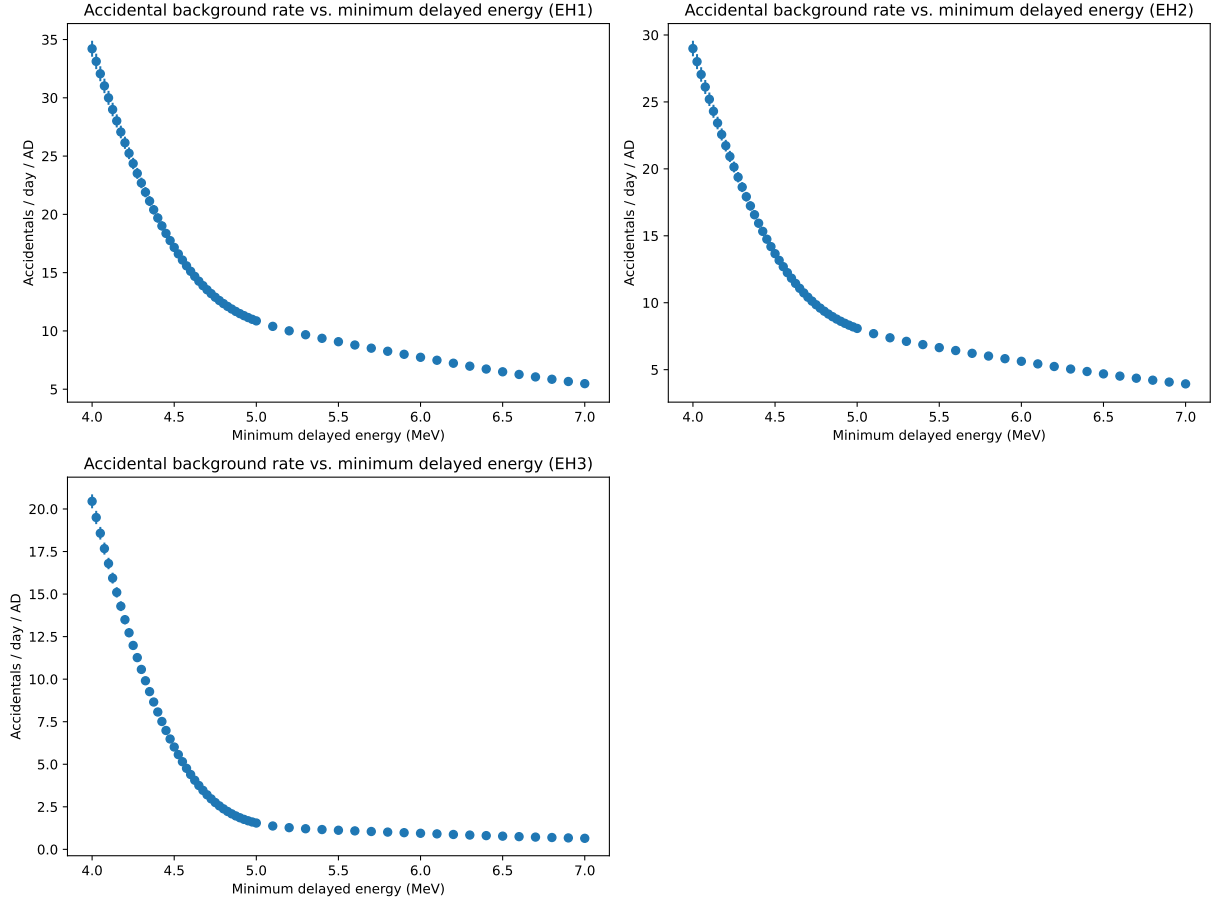 Accidental background rate vs. minimum delayed energy (EH1)
35
30
25
20
15
10
5
Accidentals / day / AD
4.0 4.5 5.0 5.5 6.0 6.5 7.0
Minimum delayed energy (MeV)
Accidental background rate vs. minimum delayed energy (EH2)
30
25
20
15
10
5
Accidentals / day / AD
4.0 4.5 5.0 5.5 6.0 6.5 7.0
Minimum delayed energy (MeV)
Accidental background rate vs. minimum delayed energy (EH3)
20.0
17.5
15.0
12.5
10.0
7.5
5.0
2.5
0.0
Accidentals / day / AD
4.0 4.5 5.0 5.5 6.0 6.5 7.0
Minimum delayed energy (MeV)